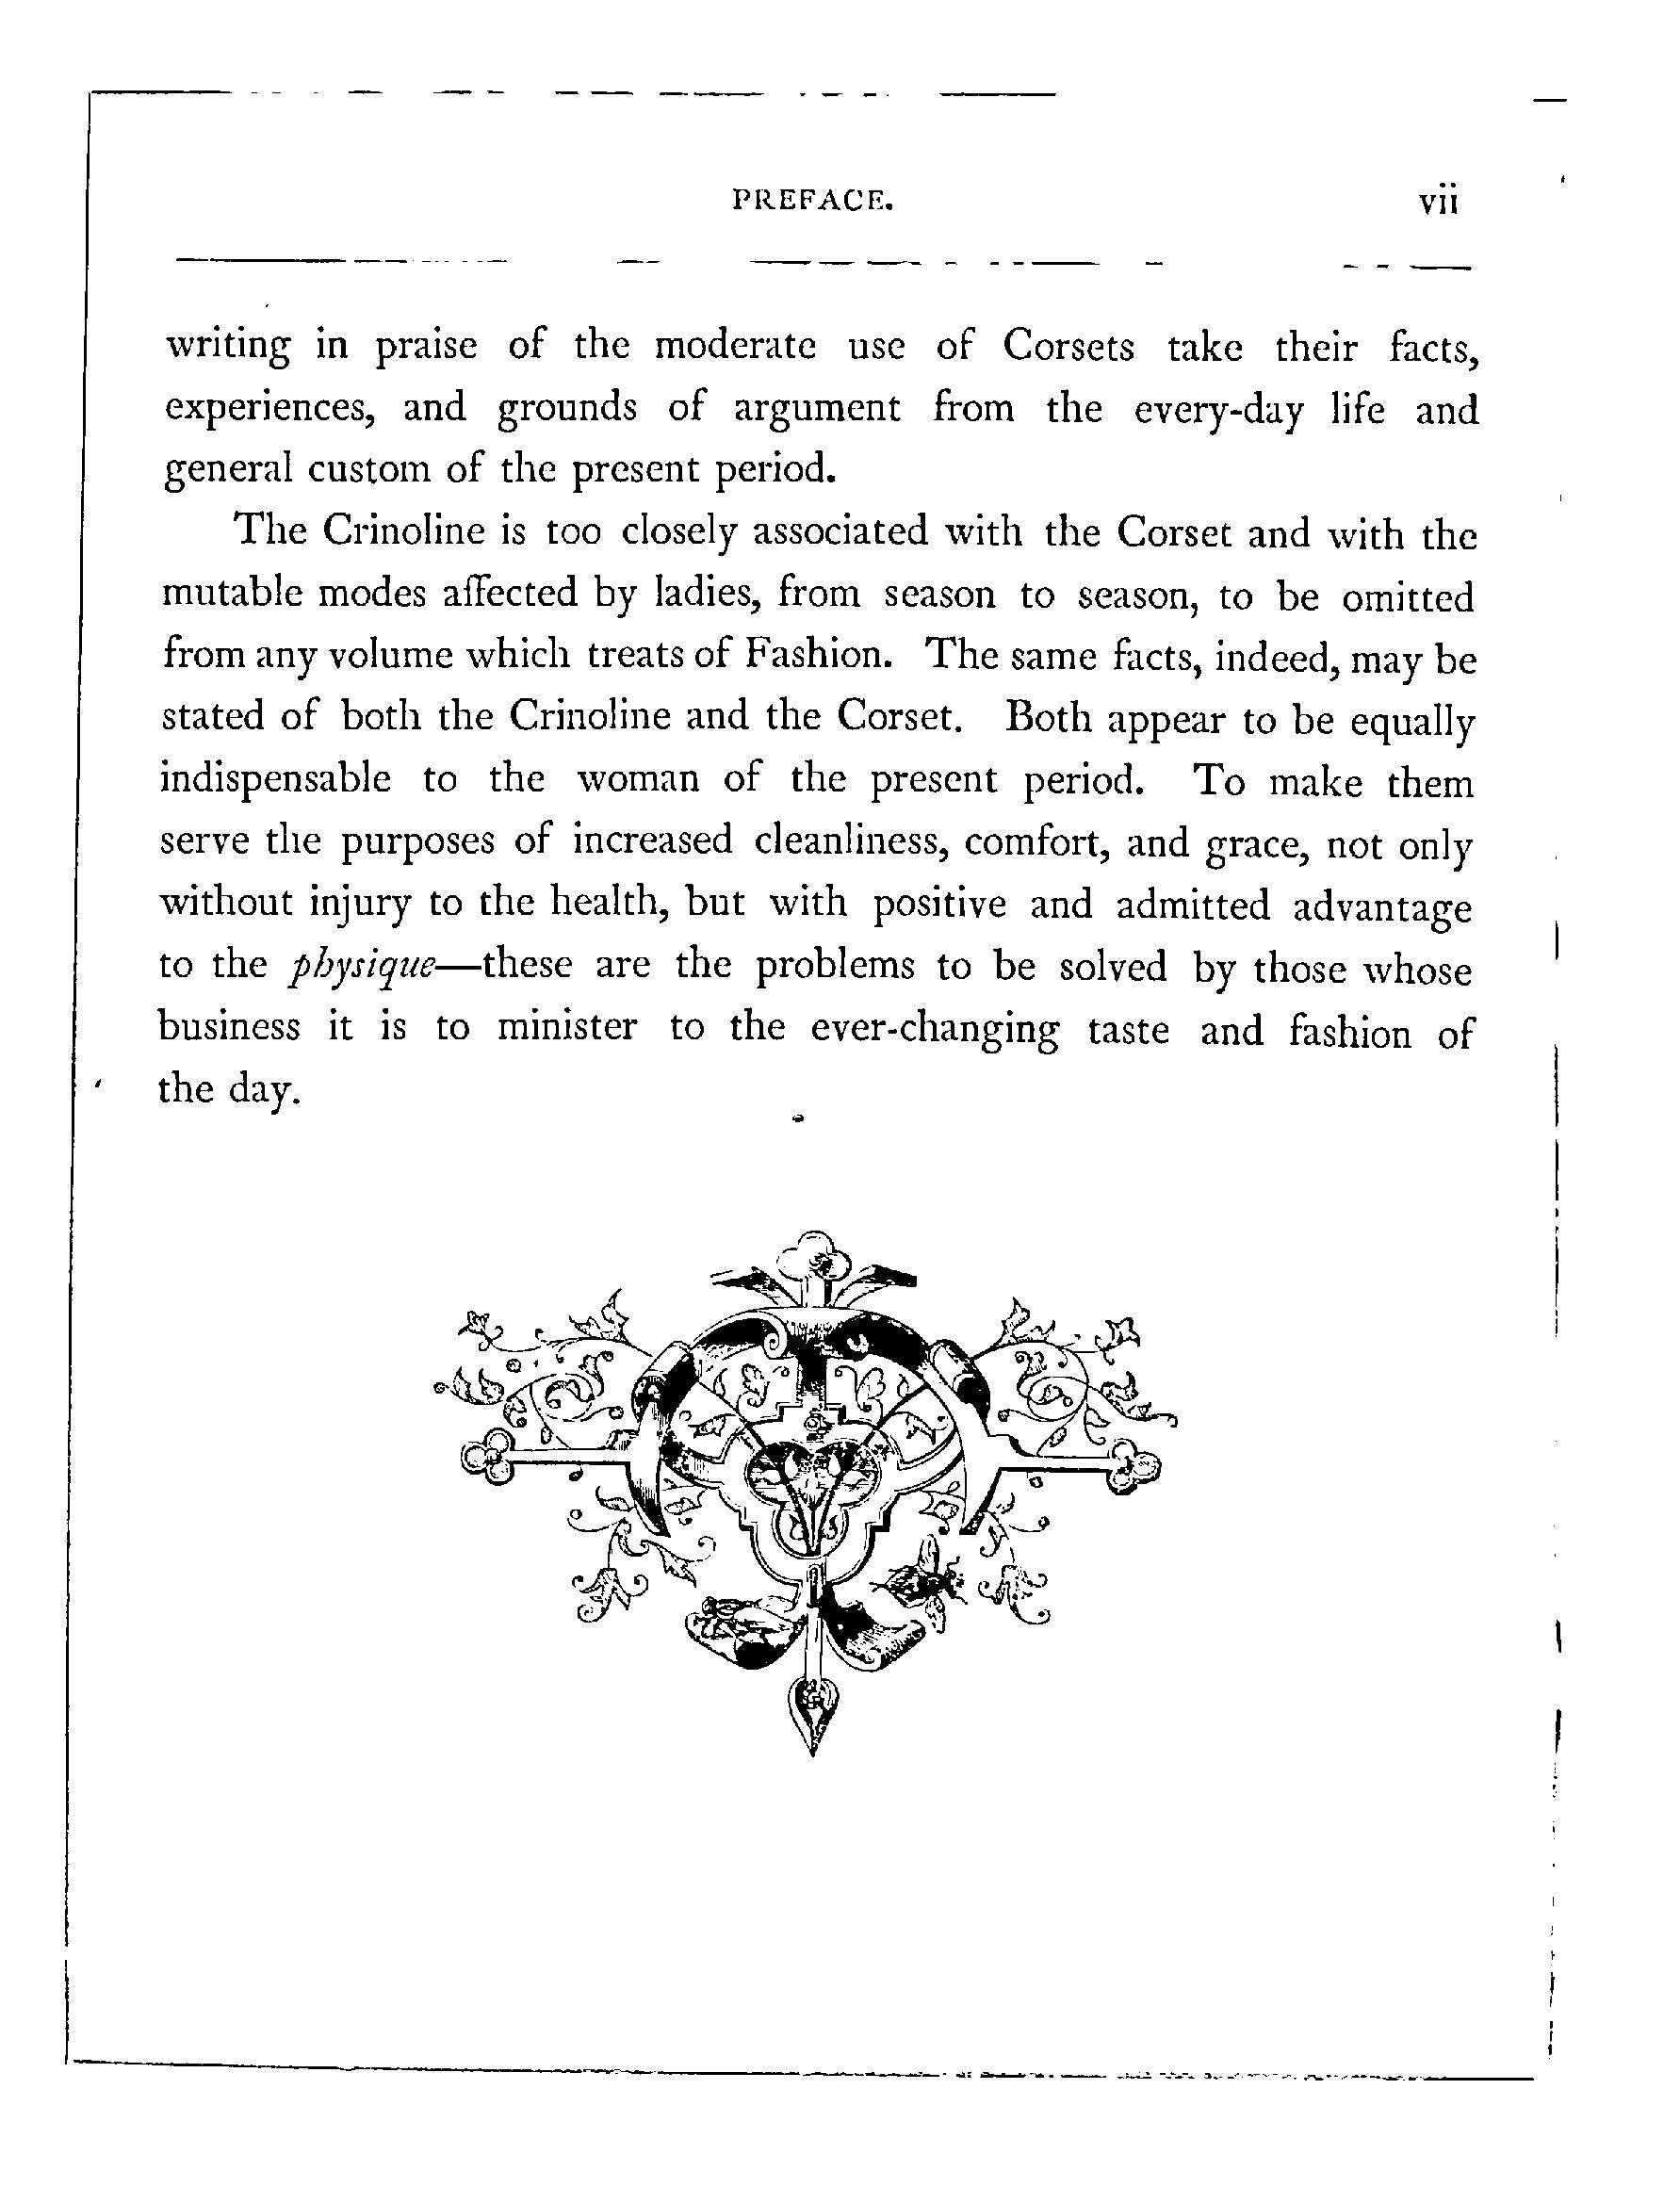 PREFACE. vii
writing in praise of the moderate use of Corsets take their facts,
experiences, and grounds of argument from the every-day life and
general custom of the present period.
The Crinoline is too closely associated with the Corset and with the
mutable modes affected by ladies, from season to season, to be omitted
from any volume which treats of Fashion. The same facts, indeed, may be
stated of both the Crinoline and the Corset. Both appear to be equally
indispensable to the woman of the present period. To make them
serve the purposes of increased cleanliness, comfort, and grace, not only
without injury to the health, but with positive and admitted advantage
to the physique—these are the problems to be solved by those whose
business it is to minister to the ever-changing taste and fashion of
the day.